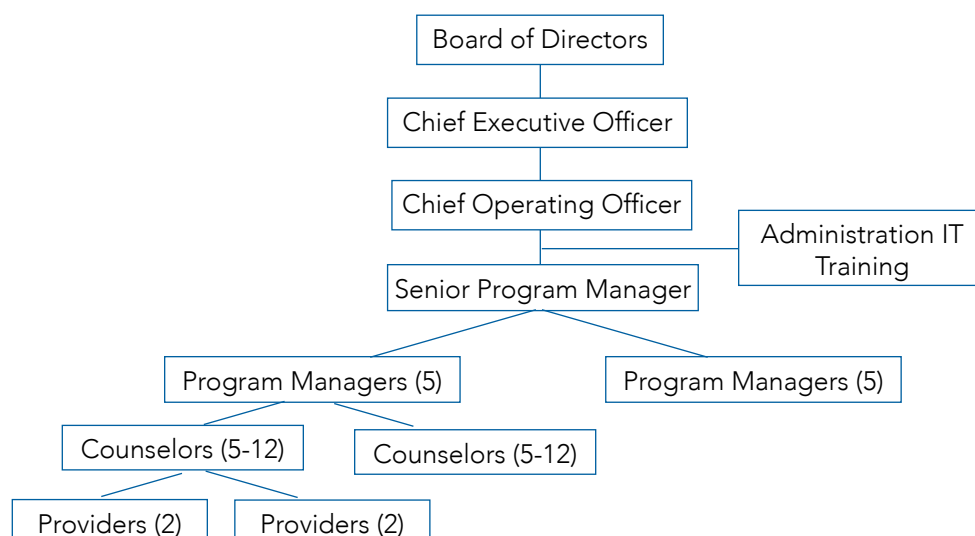 Board of Directors
Chief Executive Officer
Chief Operating Officer
Administration IT
Training
Senior Program Manager
Program Managers (5)
Program Managers (5)
Counselors (5-12)
Counselors (5-12)
Providers (2)
Providers (2)